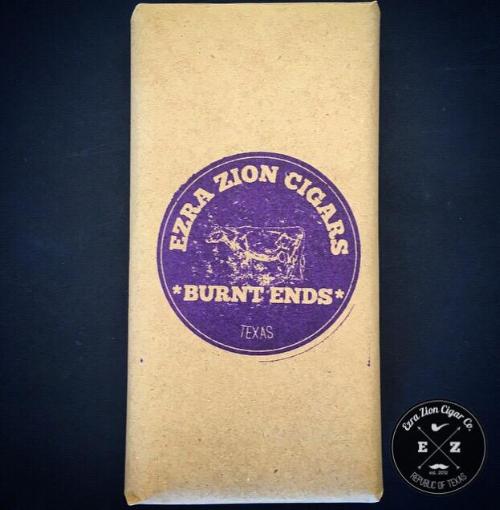 EZRA ZION CIGARS
*BURNT ENDS*
TEXAS
Ezra Zion Cigar Co.
E Z
est. 2012
REPUBLIC OF TEXAS